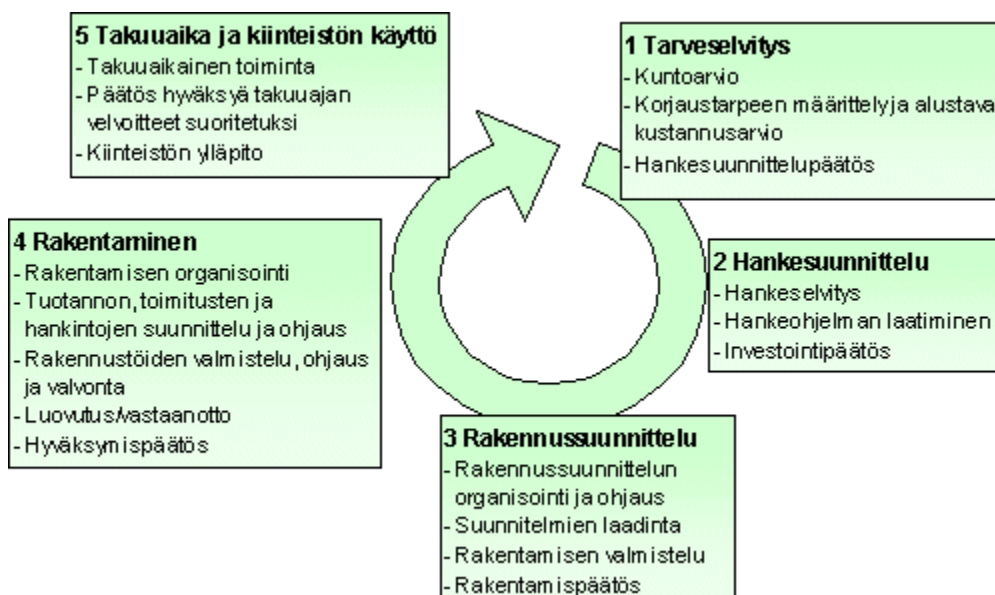 1 Tarveselvitys
- Kuntoarvio
- Korjaustarpeen määrittely ja alustava
kustannusarvio
- Hankesuunnittelupäätös
2 Hankesuunnittelu
- Hankeselvitys
- Hankeohjelman laatiminen
- Investointipäätös
3 Rakennussuunnittelu
- Rakennussuunnittelun
organisointi ja ohjaus
- Suunnitelmien laadinta
- Rakentamisen valmistelu
- Rakentamispäätös
4 Rakentaminen
- Rakentamisen organisointi
- Tuotannon, toimitusten ja
hankintojen suunnittelu ja ohjaus
- Rakennustöiden valmistelu, ohjaus
ja valvonta
- Luovutus/vastaanotto
- Hyväksymispäätös
5 Takuuaika ja kiinteistön käyttö
- Takuuaikainen toiminta
- Päätös hyväksyä takuuajan
velvoitteet suoritetuksi
- Kiinteistön ylläpito